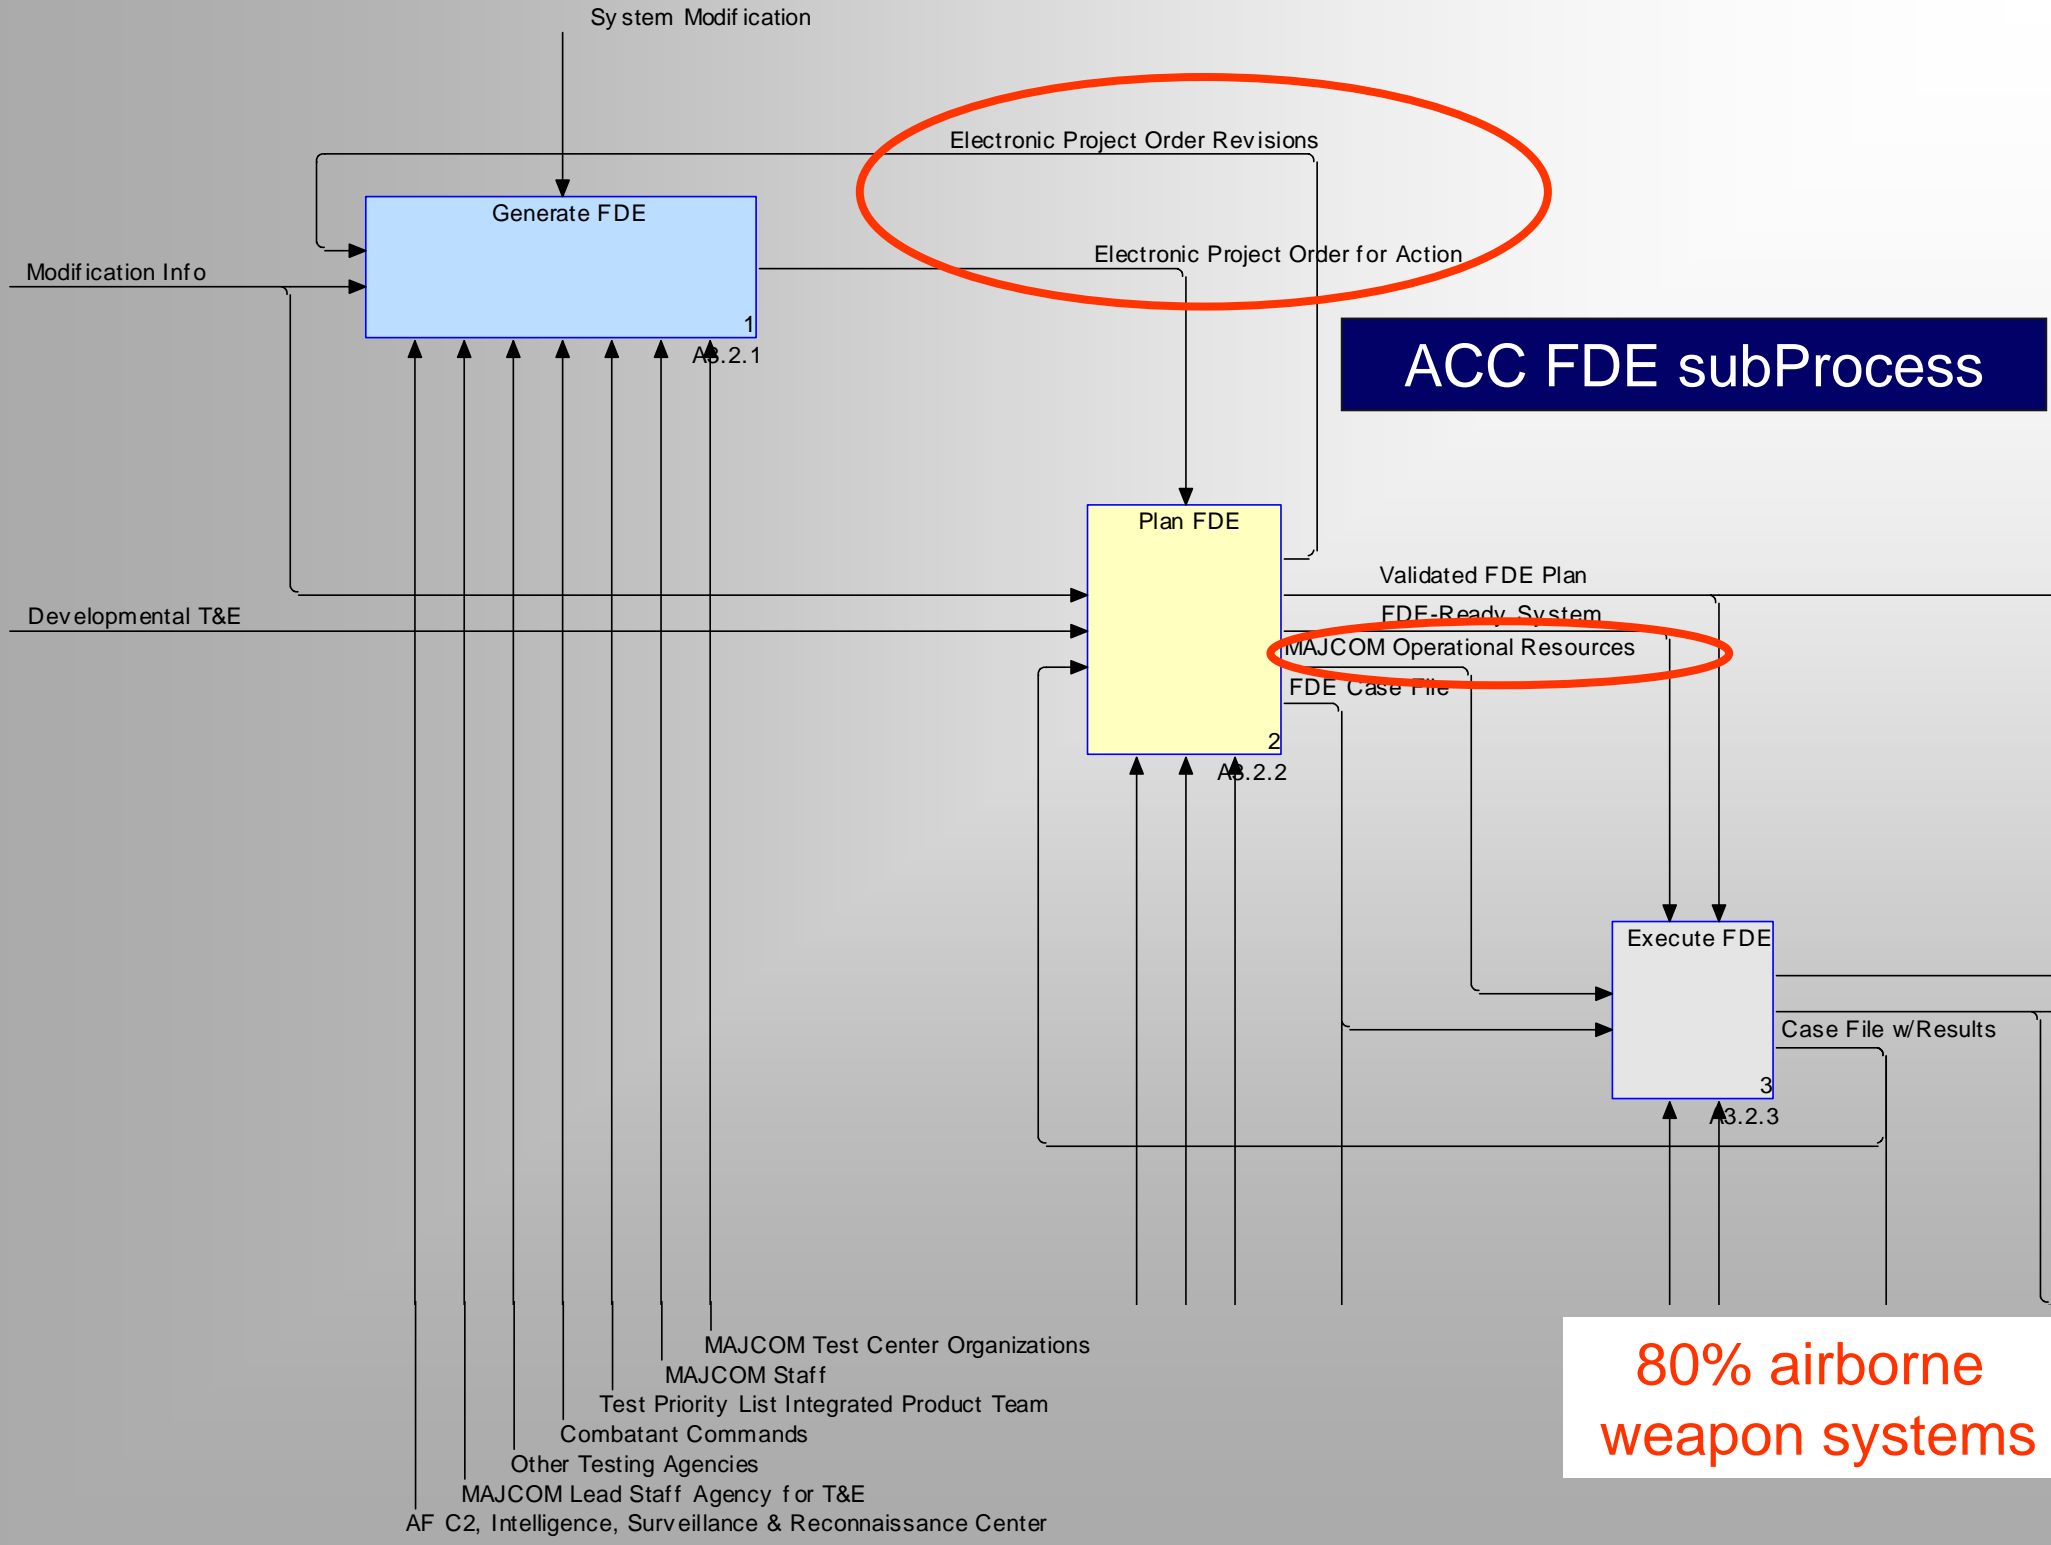 System Modification
Electronic Project Order Revisions
Generate FDE
Electronic Project Order for Action
Modification Info
1
A3.2.1
ACC FDE subProcess
Plan FDE
Validated FDE Plan
FDE-Ready System
Developmental T&E
MAJCOM Operational Resources
FDE Case File
2
A3.2.2
Execute FDE
Case File w/Results
3
A3.2.3
MAJCOM Test Center Organizations
MAJCOM Staff
Test Priority List Integrated Product Team
Combatant Commands
Other Testing Agencies
MAJCOM Lead Staff Agency for T&E
AF C2, Intelligence, Surveillance & Reconnaissance Center
80% airborne
weapon systems